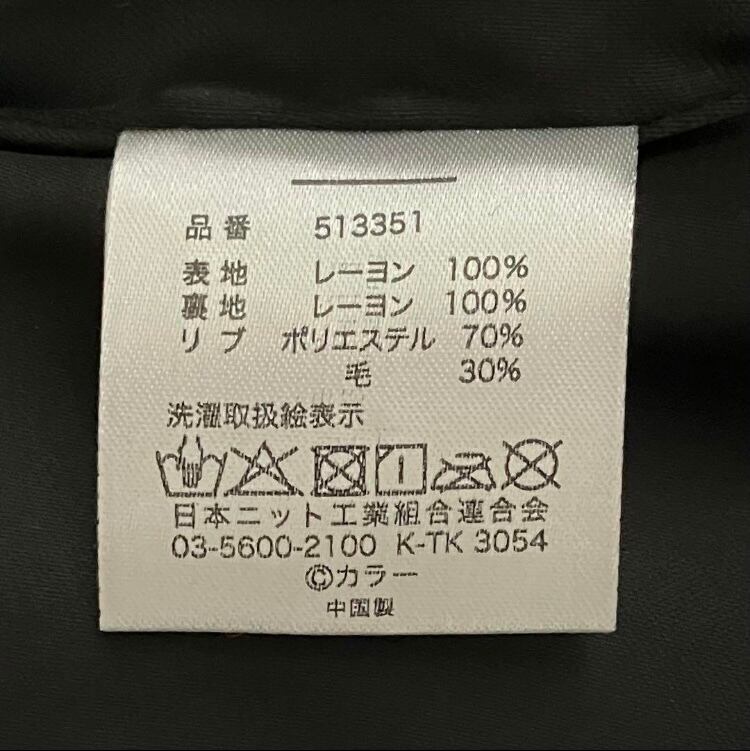 品番 513351
表地 レーヨン 100%
裏地 レーヨン 100%
リブ ポリエステル 70%
毛 30%
洗濯取扱絵表示
日本ニット工業組合連合会
03-5600-2100 K-TK 3054
©カラー
中国製